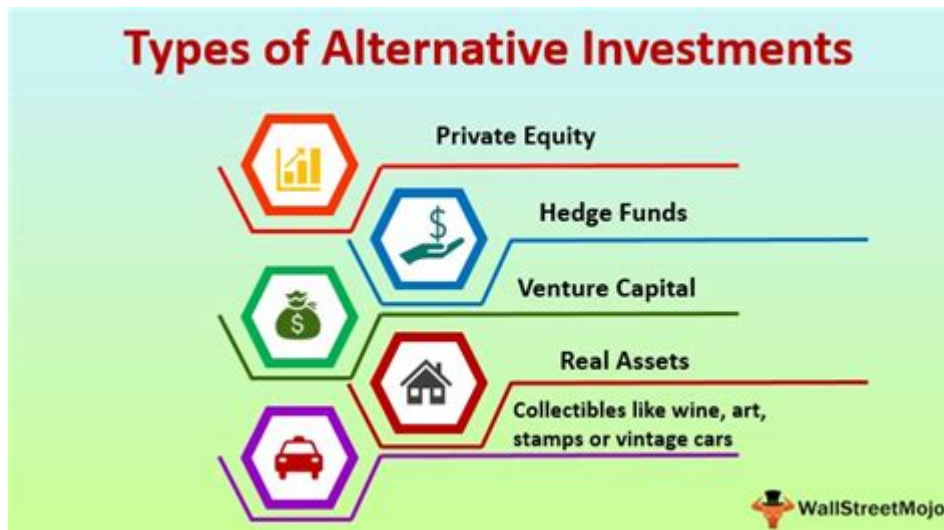 Types of Alternative Investments
Private Equity
$
Hedge Funds
Venture Capital
$
Real Assets
Collectibles like wine, art,
stamps or vintage cars
WallStreetMojo